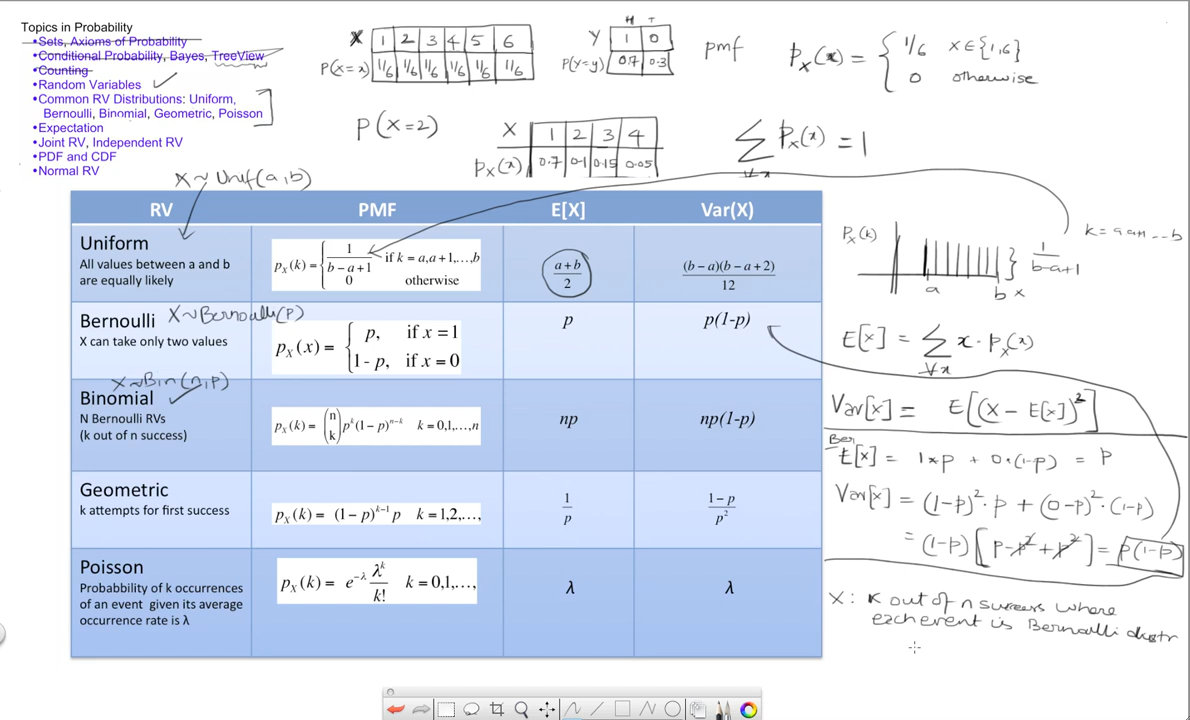 Topics in Probability
•Sets, Axioms of Probability
•Conditional Probability, Bayes, TreeView
•Counting
•Random Variables
•Common RV Distributions: Uniform,
Bernoulli, Binomial, Geometric, Poisson
•Expectation
•Joint RV, Independent RV
•PDF and CDF
•Normal RV
X 1 2 3 4 5 6
P(X=x) 1/6 1/6 1/6 1/6 1/6 1/6
H T
Y 1 0
P(Y=y) 0.7 0.3
pmf
Px(x) = { 1/6 x∈{1,6}
0 otherwise
P(X=2)
X 1 2 3 4
Px(x) 0.7 0.1 0.15 0.05
∑ Px(x) = 1
∀x
X ~ Unif(a,b)
RV PMF E[X] Var(X)
Uniform
All values between a and b
are equally likely
pX(k) = { 1/(b−a+1) if k = a,a+1,…,b
0 otherwise
(a+b)/2
(b−a)(b−a+2)/12
Bernoulli X~Bernoulli(p)
X can take only two values
pX(x) = { p, if x = 1
1- p, if x = 0
p
p(1-p)
X~Bin(n,p)
Binomial
N Bernoulli RVs
(k out of n success)
pX(k) = (n k) p^k (1−p)^{n−k} k = 0,1,…,n
np
np(1-p)
Geometric
k attempts for first success
pX(k) = (1−p)^{k−1} p k = 1,2,…,
1/p
(1−p)/p²
Poisson
Probabbility of k occurrences
of an event given its average
occurrence rate is λ
pX(k) = e^{−λ} λ^k/k! k = 0,1,…,
λ
λ
Px(k)
k = a a+1 --- b
} 1/(b-a+1)
a b x
E[x] = ∑ x · Px(x)
∀x
Var[x] = E[(X − E[x])²]
Ber
E[x] = 1×p + 0·(1-p) = p
Var[x] = (1-p)²·p + (0-p)²·(1-p)
= (1-p) [p-p²+p²] = p(1-p)
X : K out of n success where
each event is Bernalli distr